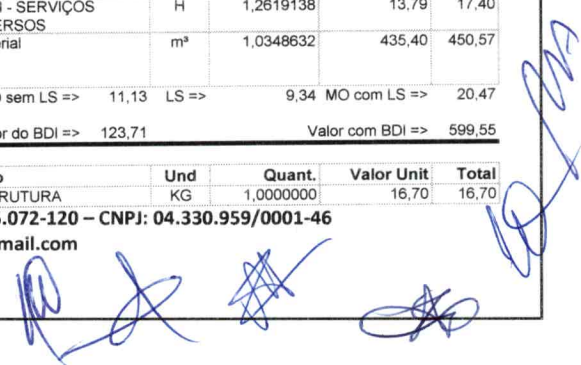 - SERVIÇOS H 1,2619138 13,79 17,40
ERSOS
erial m³ 1,0348632 435,40 450,57
sem LS => 11,13 LS => 9,34 MO com LS => 20,47
or do BDI => 123,71 Valor com BDI => 599,55
o Und Quant. Valor Unit Total
RUTURA KG 1,0000000 16,70 16,70
.072-120 – CNPJ: 04.330.959/0001-46
mail.com